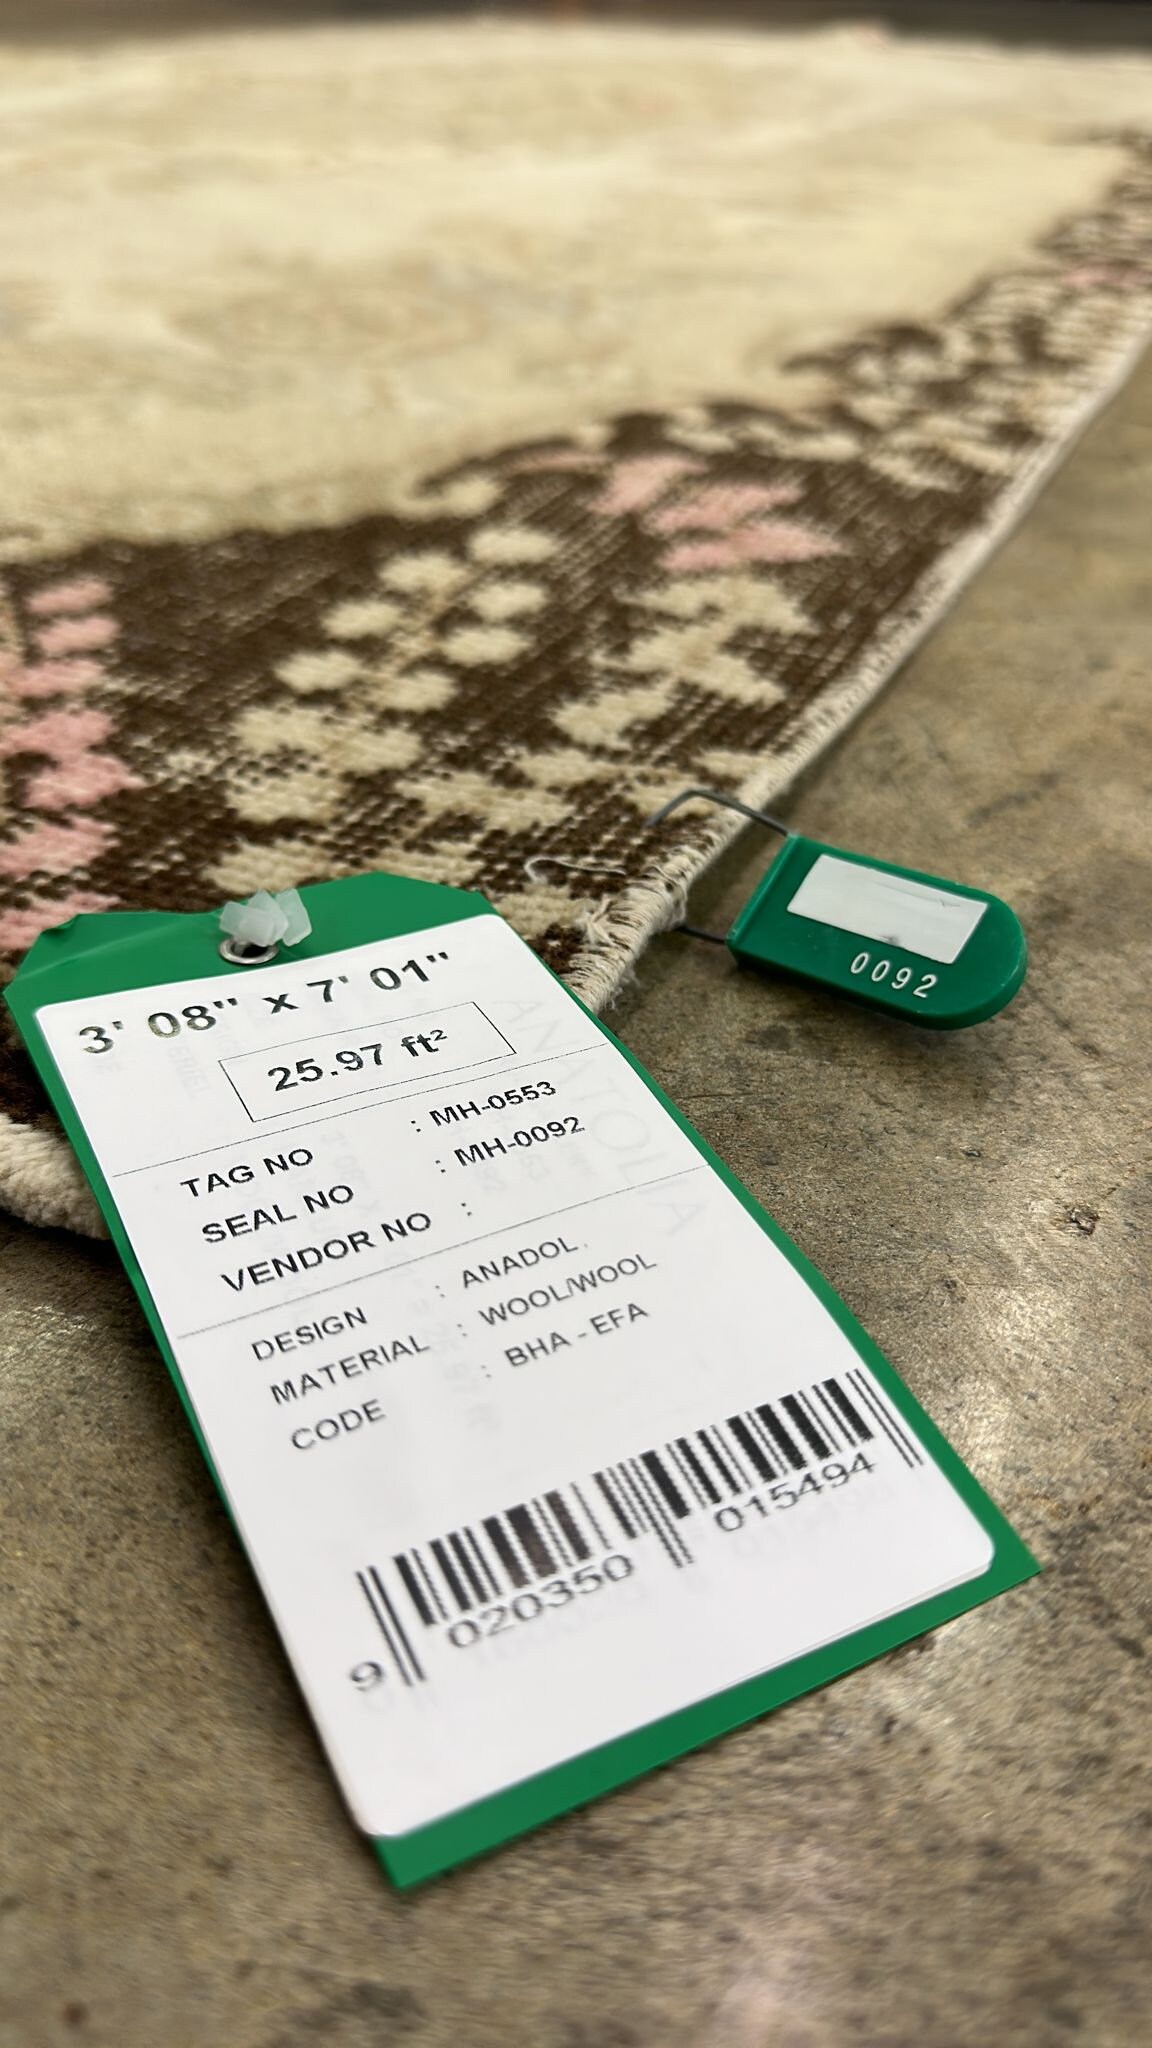 3' 08" x 7' 01"
25.97 ft²
TAG NO : MH-0553
SEAL NO : MH-0092
VENDOR NO :
DESIGN : ANADOL
MATERIAL : WOOL/WOOL
CODE : BHA - EFA
9 020350 015494
0092
ANATOLIA